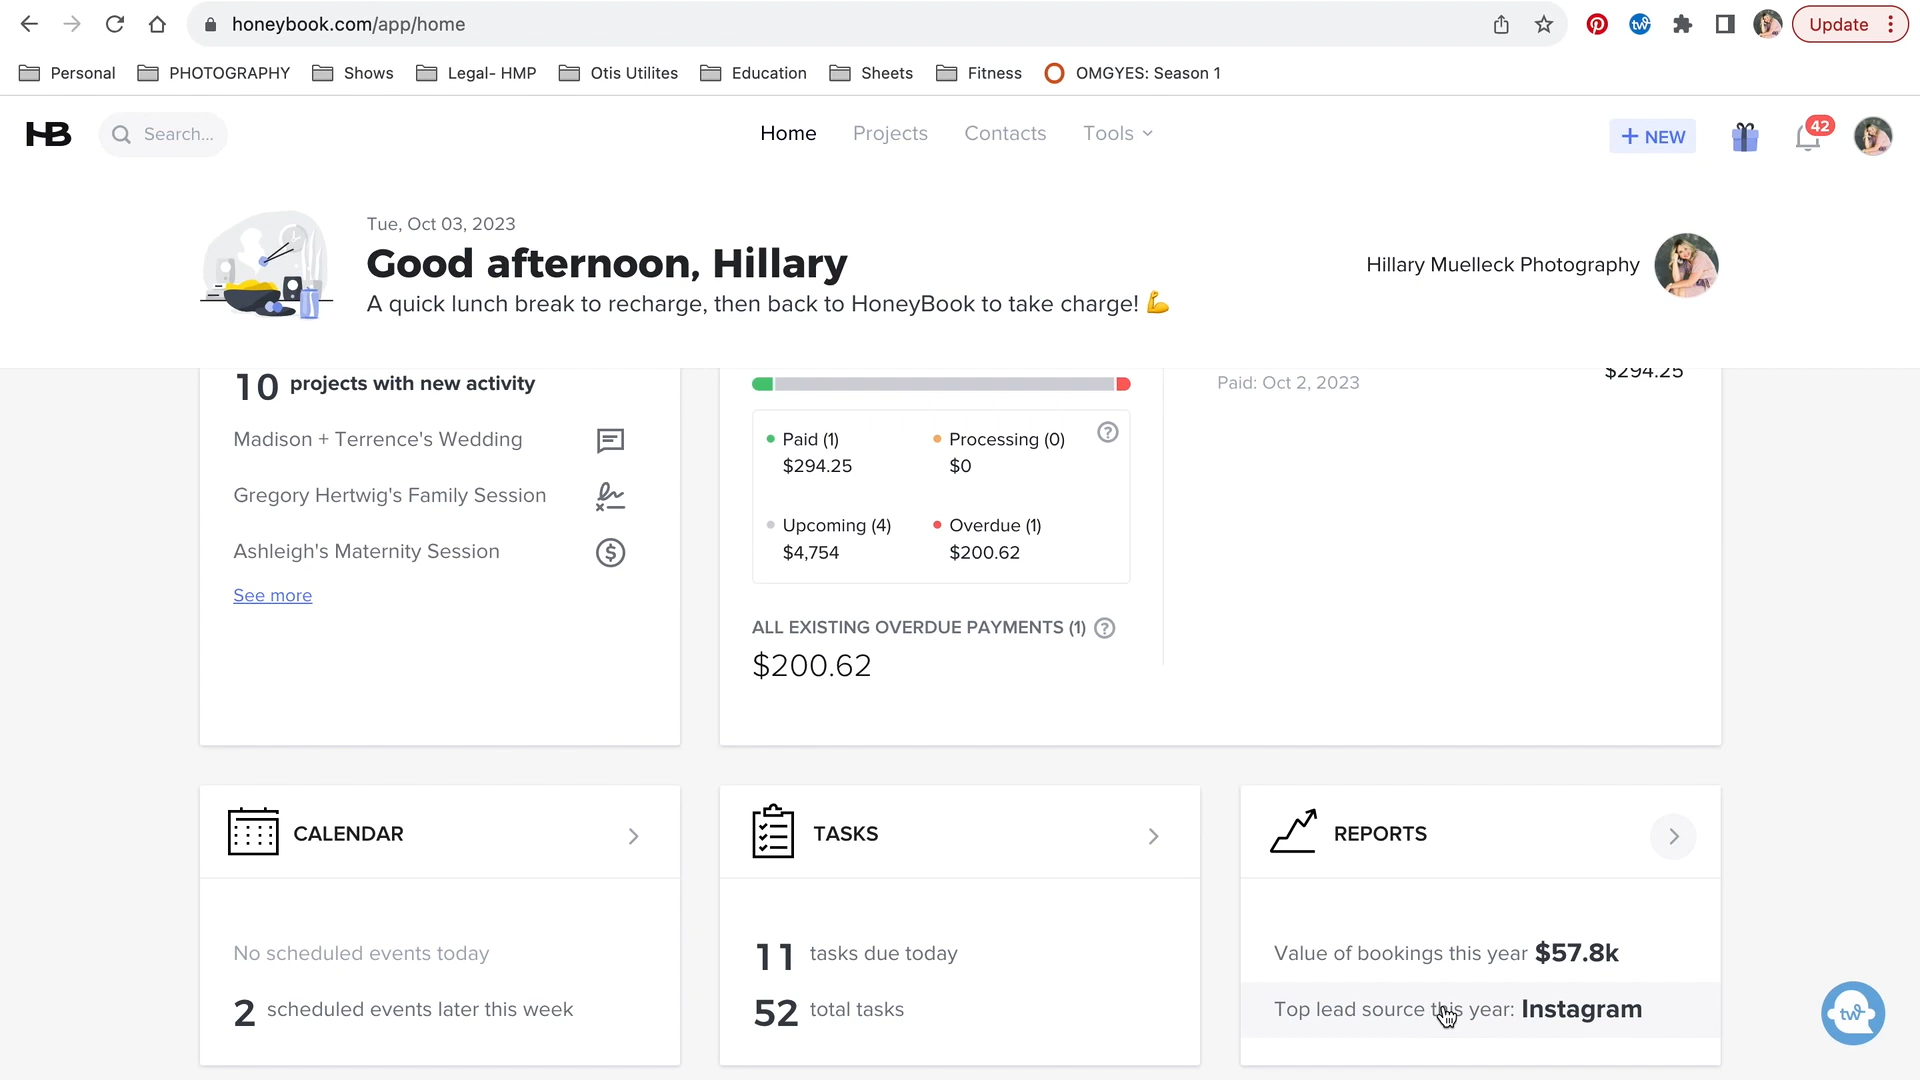 honeybook.com/app/home
Update
Personal PHOTOGRAPHY Shows Legal- HMP Otis Utilites Education Sheets Fitness OMGYES: Season 1
HB Search... Home Projects Contacts Tools + NEW 42
Tue, Oct 03, 2023
Good afternoon, Hillary
A quick lunch break to recharge, then back to HoneyBook to take charge! 💪
Hillary Muelleck Photography
10 projects with new activity
Madison + Terrence's Wedding
Gregory Hertwig's Family Session
Ashleigh's Maternity Session
See more
Paid (1)
$294.25
Processing (0)
$0
Upcoming (4)
$4,754
Overdue (1)
$200.62
ALL EXISTING OVERDUE PAYMENTS (1)
$200.62
Paid: Oct 2, 2023
$294.25
CALENDAR
No scheduled events today
2 scheduled events later this week
TASKS
11 tasks due today
52 total tasks
REPORTS
Value of bookings this year $57.8k
Top lead source this year: Instagram
tw